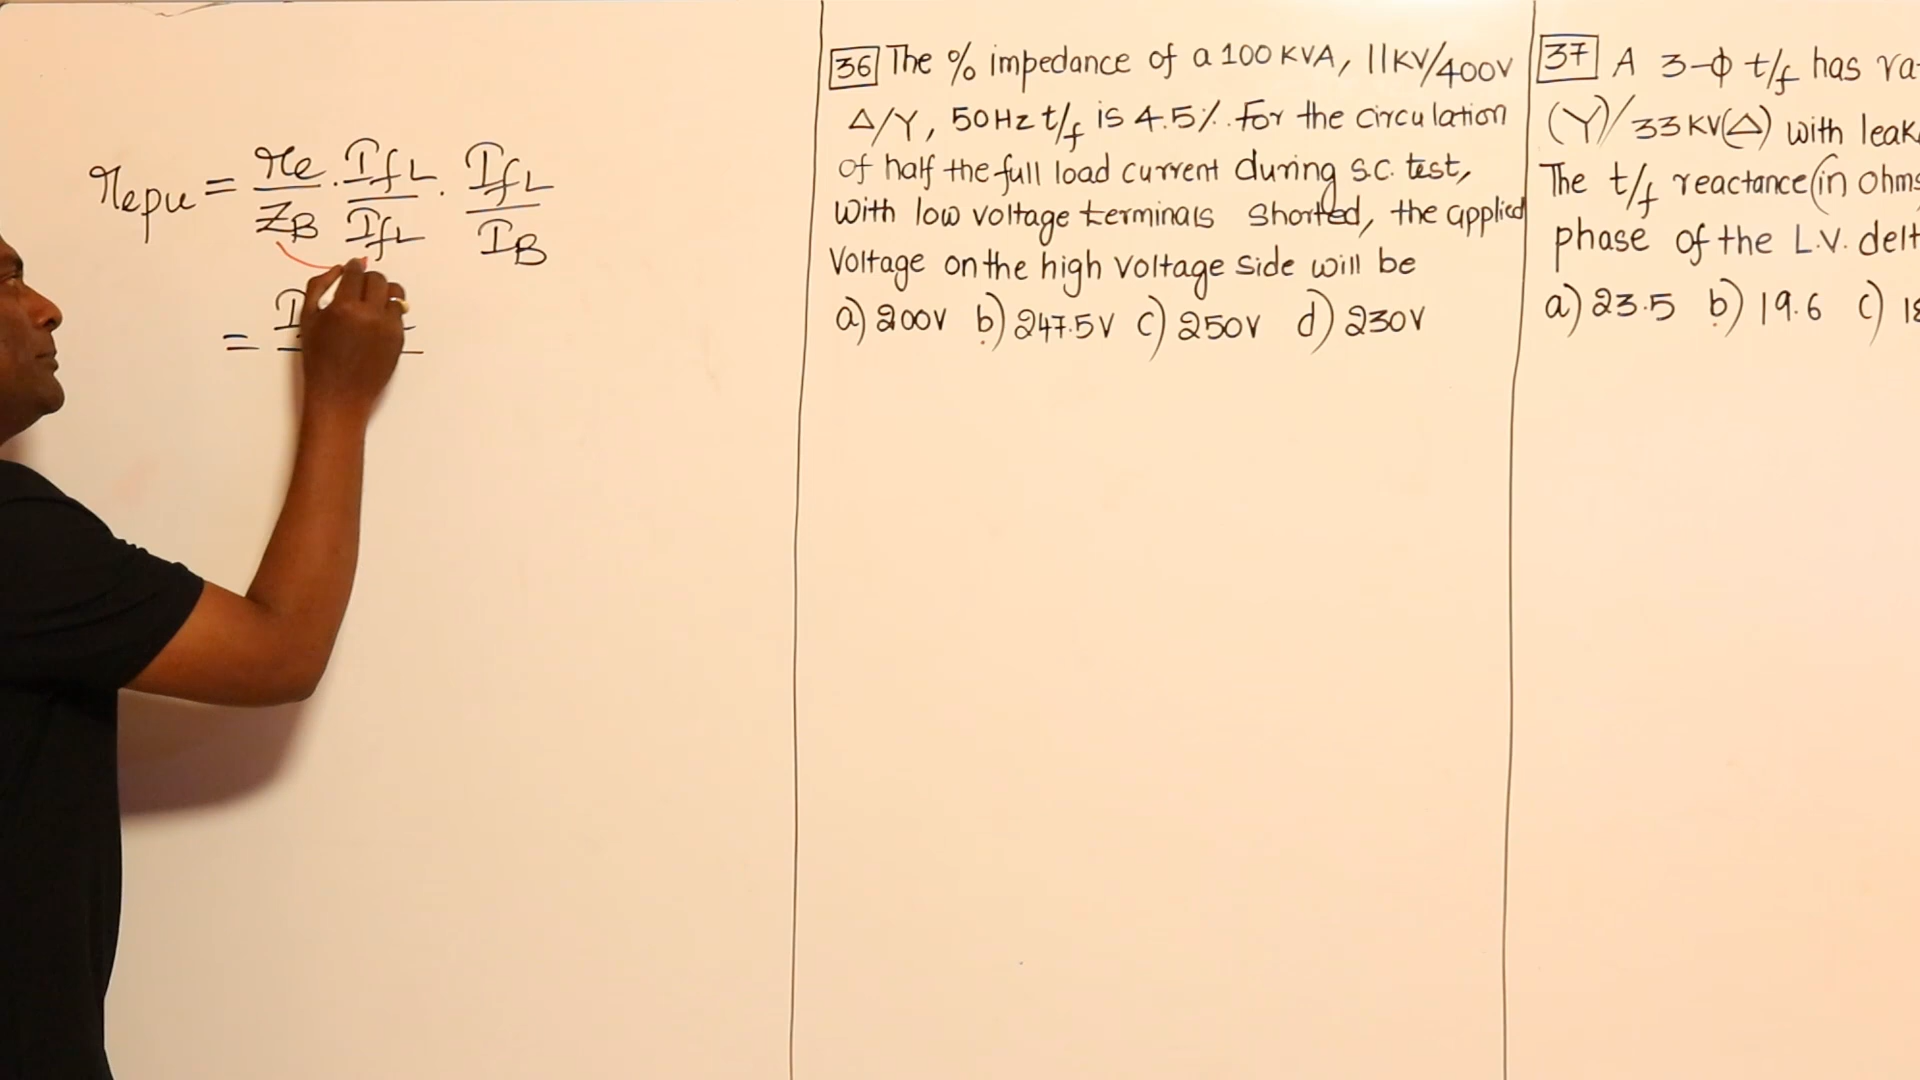 r_epu = r_e/Z_B . I_fL/I_fL . I_fL/I_B
=
36 The % impedance of a 100 KVA, 11KV/400V
Δ/Y, 50Hz t/f is 4.5%. For the circulation
of half the full load current during s.c. test,
with low voltage terminals shorted, the applied
Voltage on the high voltage side will be
a) 200V b) 247.5V c) 250V d) 230V
37 A 3-ϕ t/f has
(Y)/33KV(Δ) with
The t/f reactance (in ohms
phase of the L.V.
a) 23.5 b) 19.6 c)